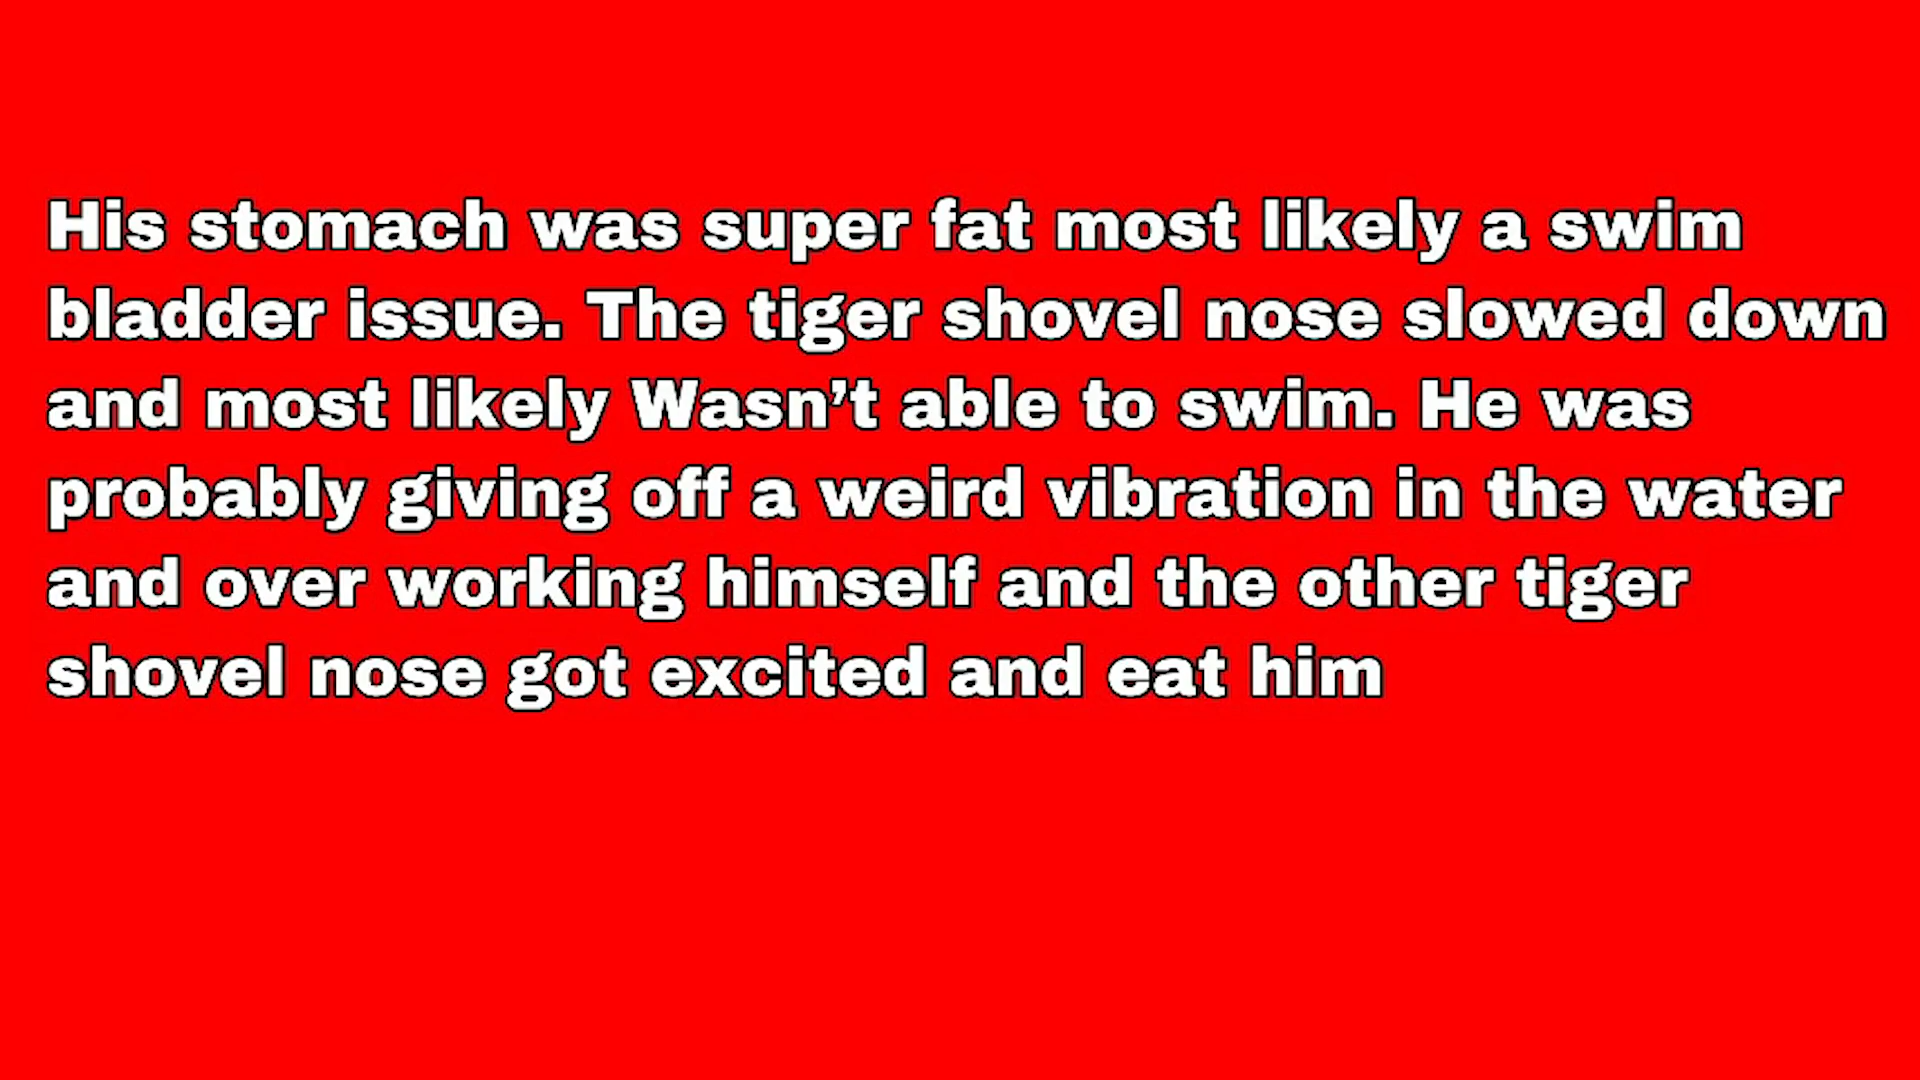 His stomach was super fat most likely a swim
bladder issue. The tiger shovel nose slowed down
and most likely Wasn’t able to swim. He was
probably giving off a weird vibration in the water
and over working himself and the other tiger
shovel nose got excited and eat him